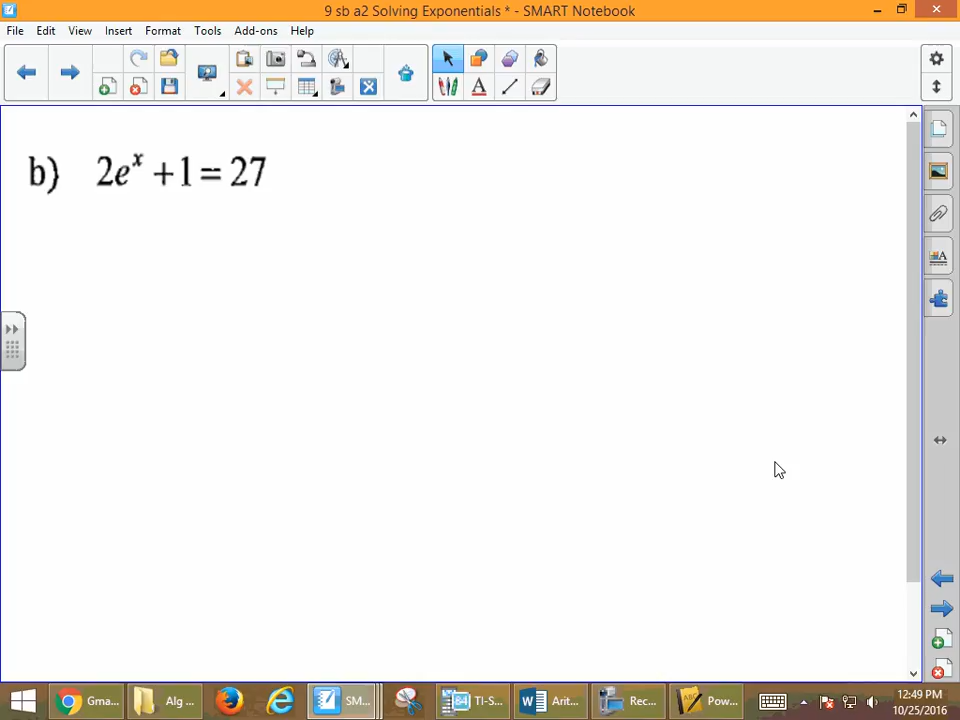 9 sb a2 Solving Exponentials * - SMART Notebook
File Edit View Insert Format Tools Add-ons Help
b) 2eˣ + 1 = 27
Gma... Alg ... SM... TI-S... Arit... Rec... Pow...
12:49 PM
10/25/2016